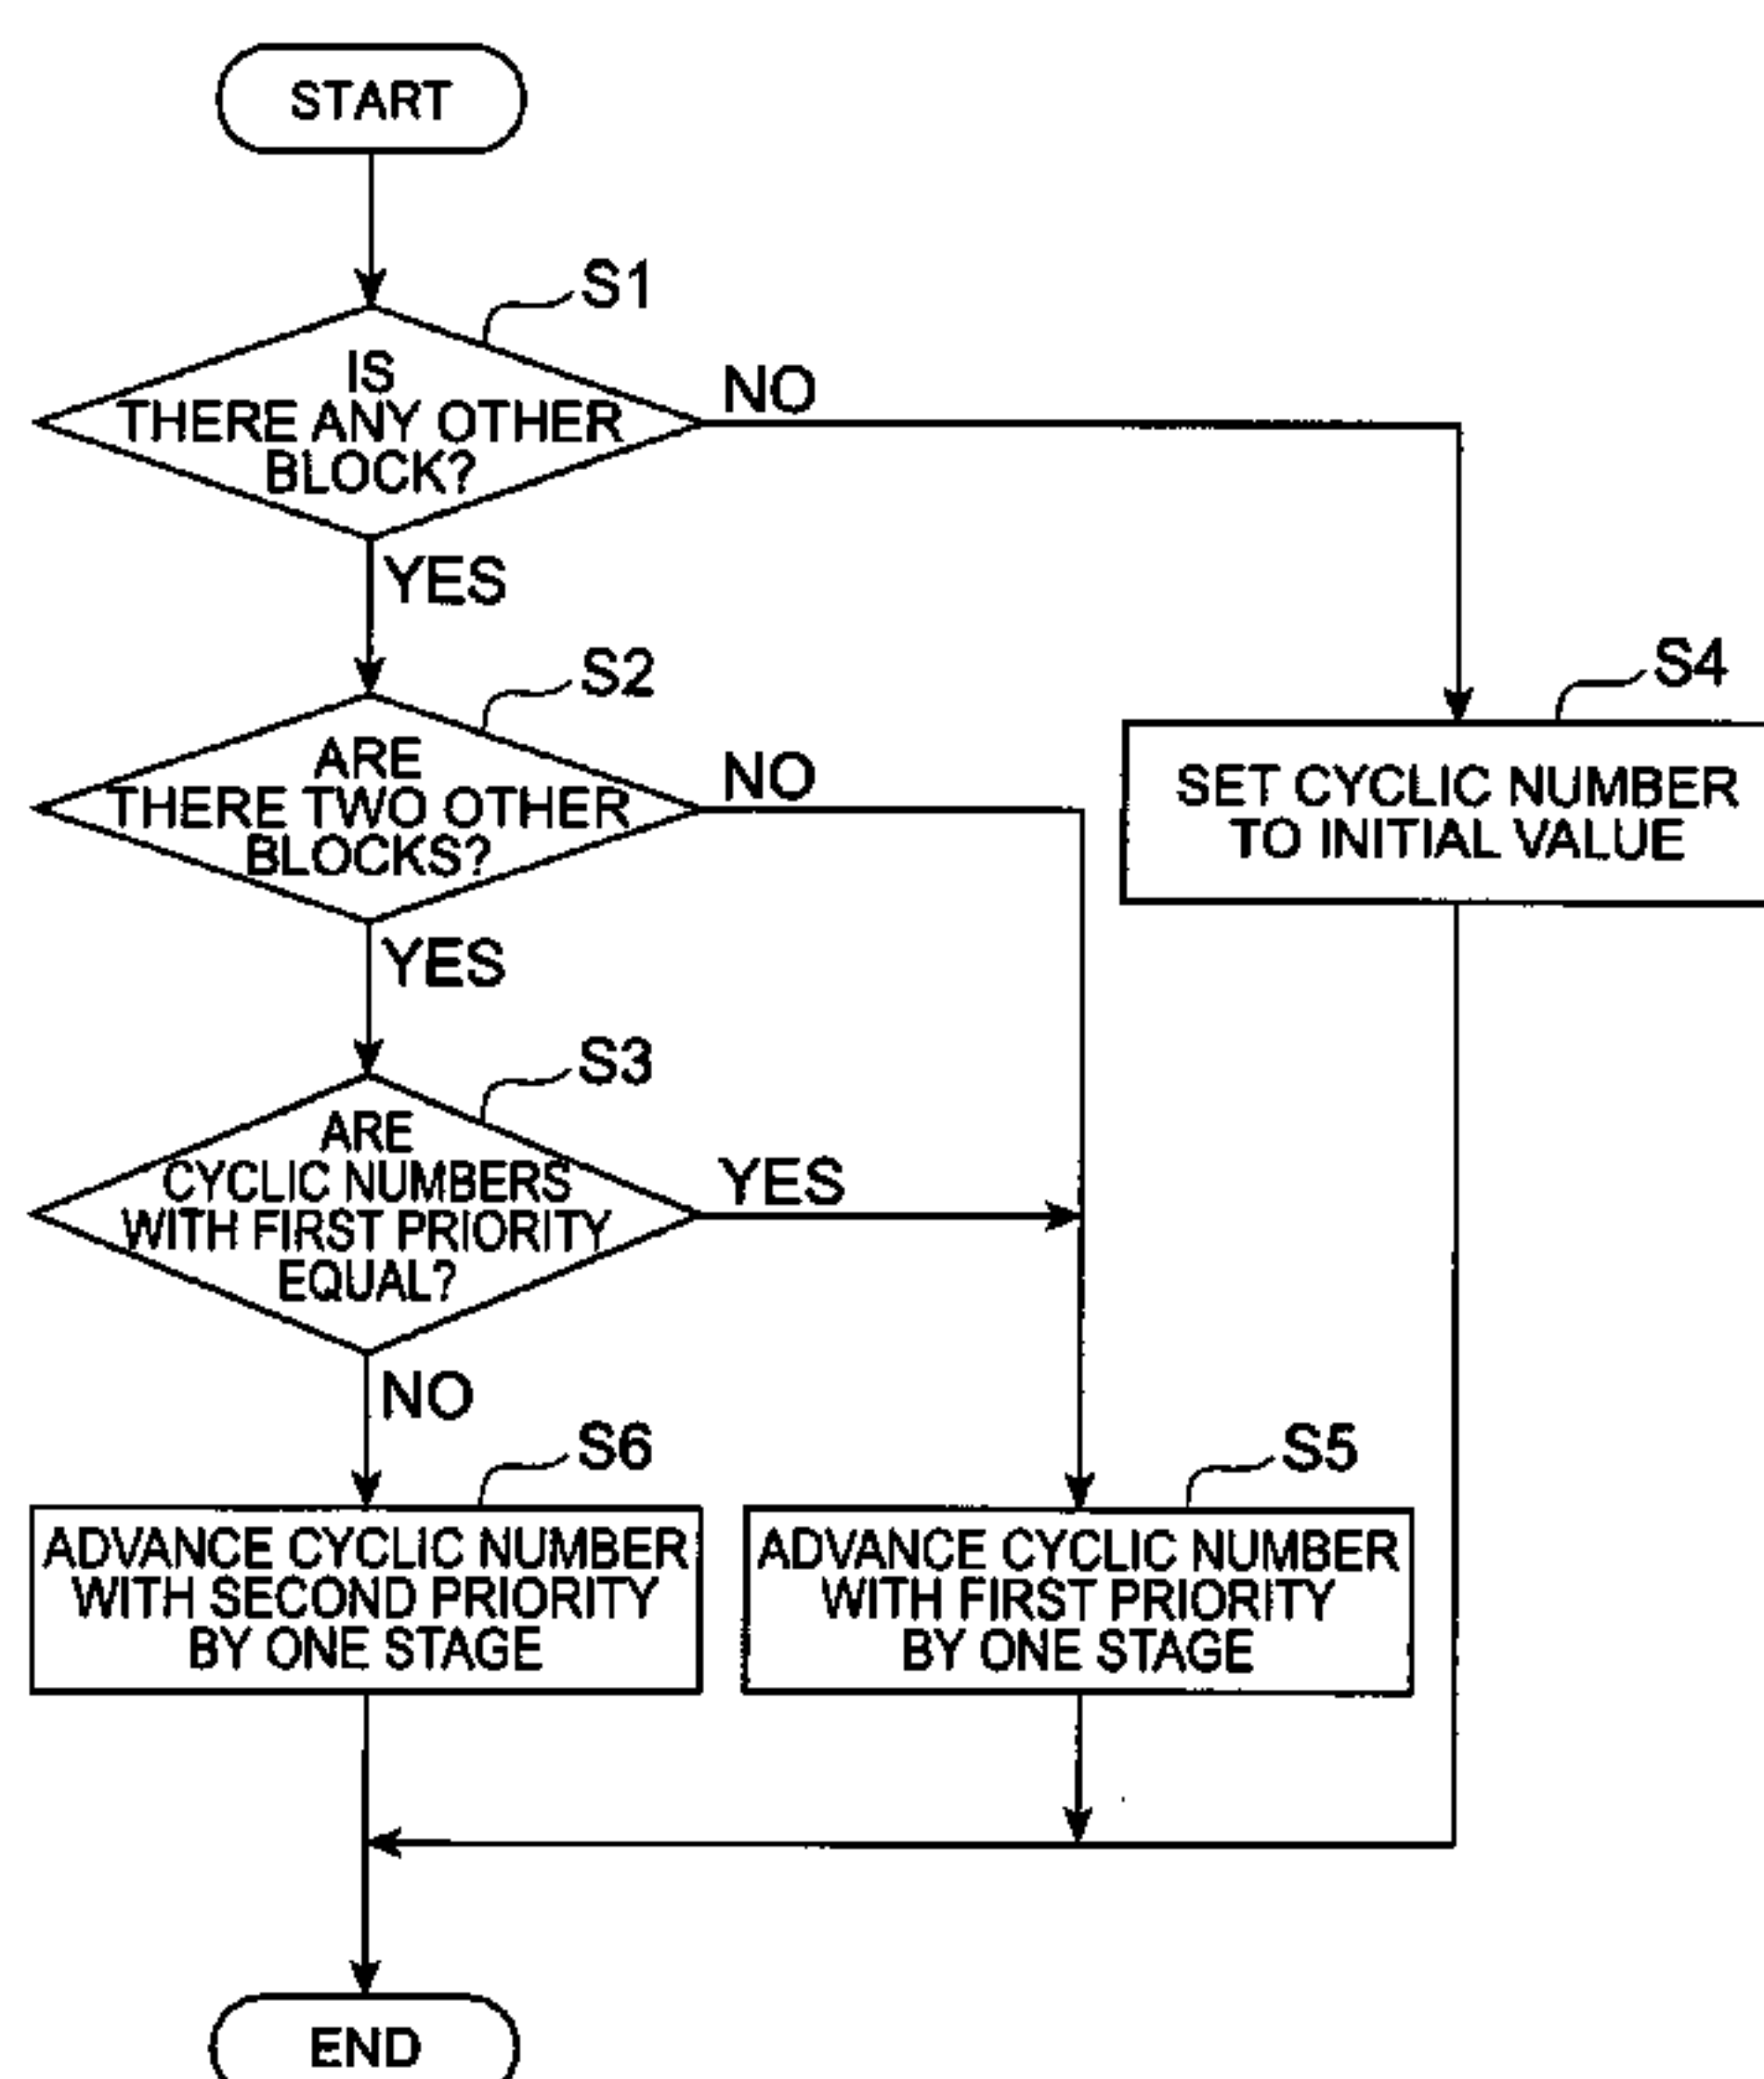 START
S1
IS
THERE ANY OTHER
BLOCK?
NO
YES
S2
ARE
THERE TWO OTHER
BLOCKS?
NO
S4
SET CYCLIC NUMBER
TO INITIAL VALUE
YES
S3
ARE
CYCLIC NUMBERS
WITH FIRST PRIORITY
EQUAL?
YES
NO
S6
ADVANCE CYCLIC NUMBER
WITH SECOND PRIORITY
BY ONE STAGE
S5
ADVANCE CYCLIC NUMBER
WITH FIRST PRIORITY
BY ONE STAGE
END